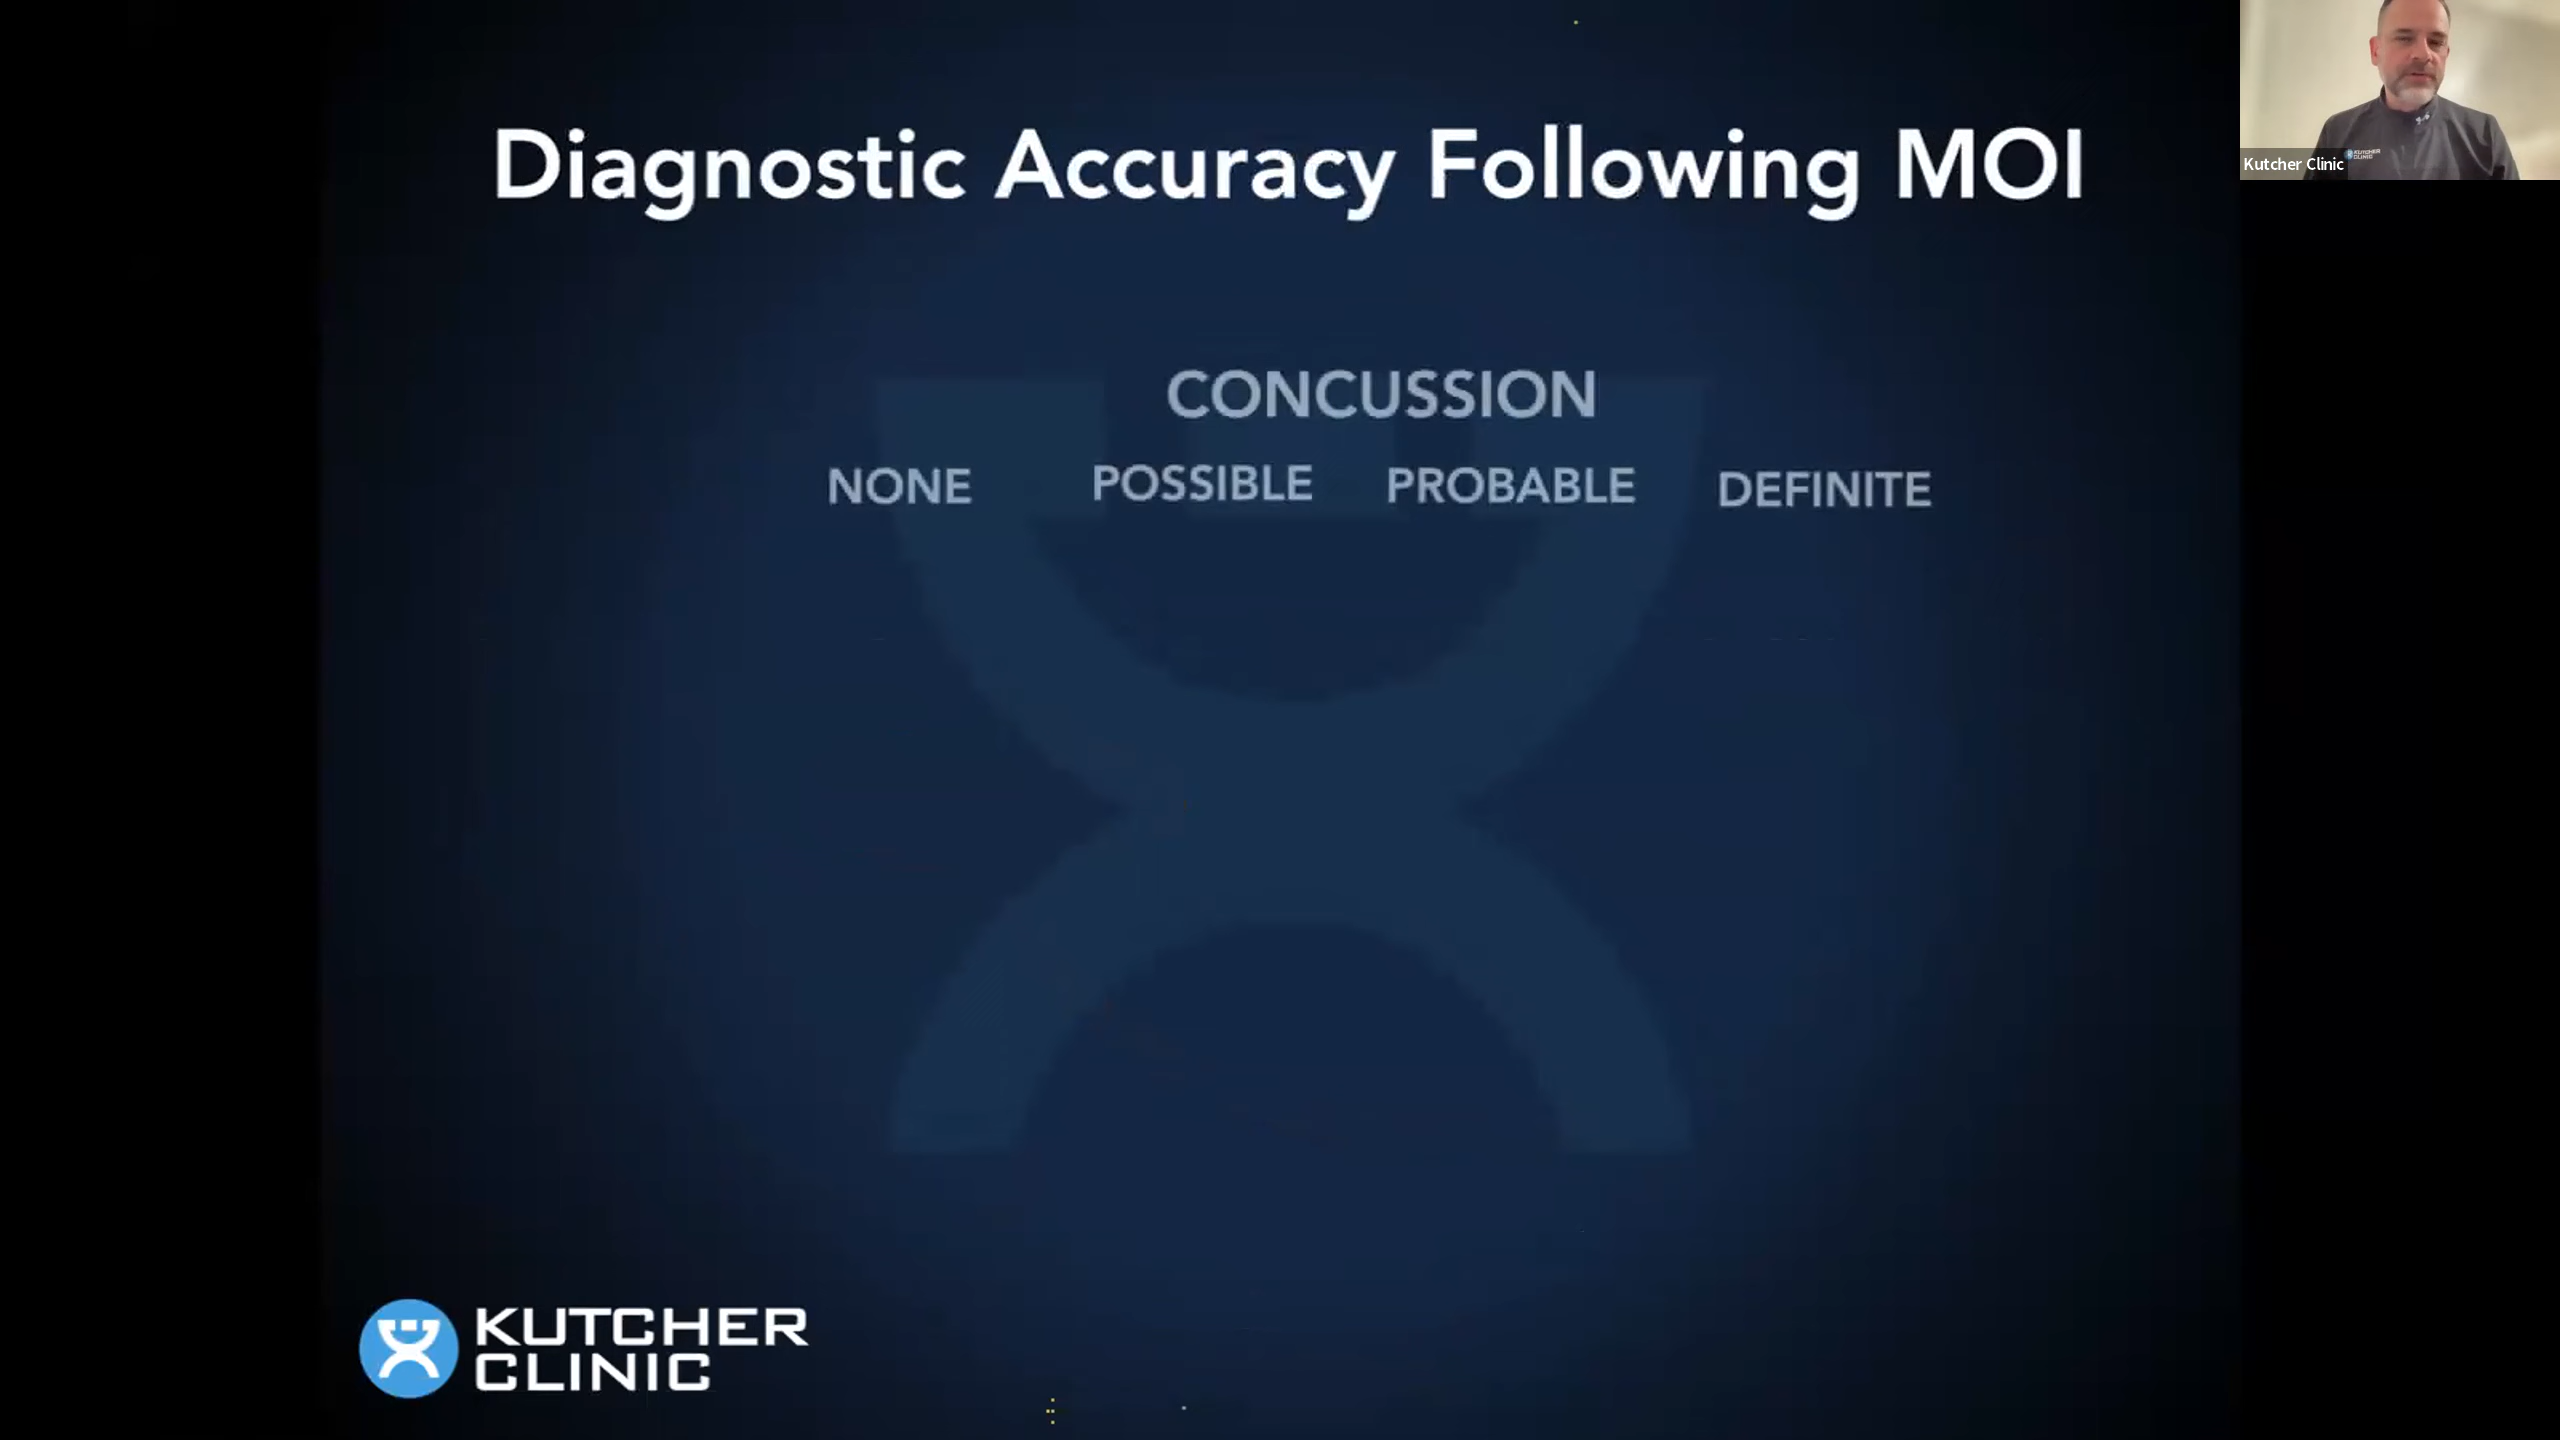 Diagnostic Accuracy Following MOI
Kutcher Clinic
CONCUSSION
NONE POSSIBLE PROBABLE DEFINITE
KUTCHER
CLINIC